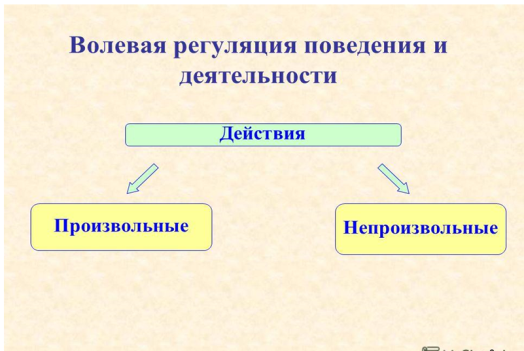 Волевая регуляция поведения и
деятельности
Действия
Произвольные
Непроизвольные